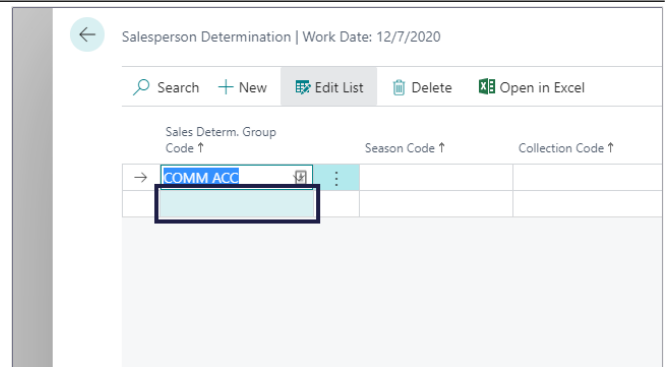 Salesperson Determination | Work Date: 12/7/2020
Search + New Edit List Delete Open in Excel
Sales Determ. Group
Code ↑ Season Code ↑ Collection Code ↑
COMM ACC